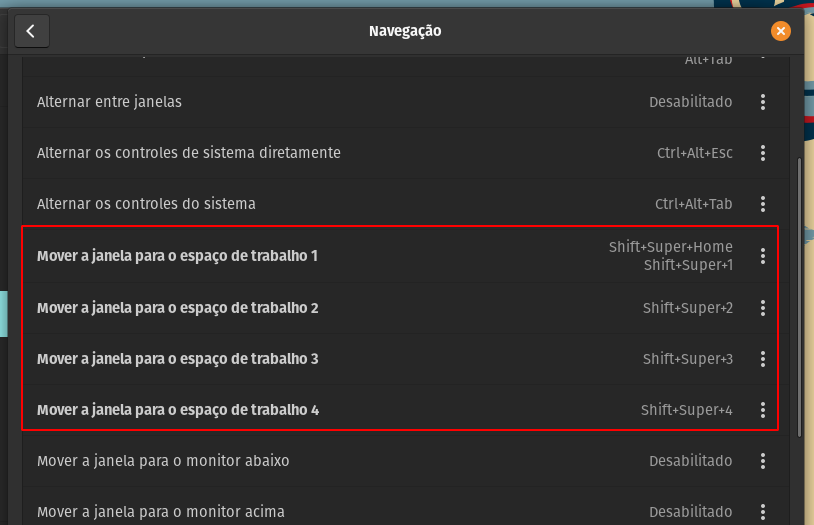 Navegação
Alt+Tab
Alternar entre janelas Desabilitado
Alternar os controles de sistema diretamente Ctrl+Alt+Esc
Alternar os controles do sistema Ctrl+Alt+Tab
Mover a janela para o espaço de trabalho 1 Shift+Super+Home
Shift+Super+1
Mover a janela para o espaço de trabalho 2 Shift+Super+2
Mover a janela para o espaço de trabalho 3 Shift+Super+3
Mover a janela para o espaço de trabalho 4 Shift+Super+4
Mover a janela para o monitor abaixo Desabilitado
Mover a janela para o monitor acima Desabilitado